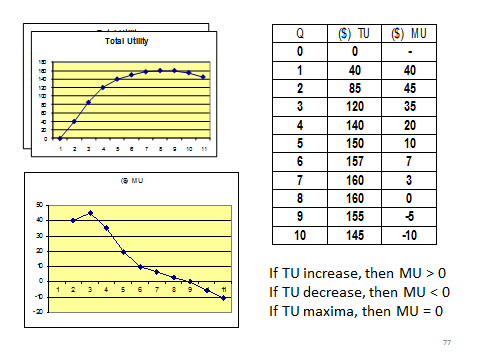 Total Utility
180
160
140
120
100
80
60
40
20
0
1 2 3 4 5 6 7 8 9 10 11
($) MU
50
40
30
20
10
0
-10
-20
1 2 3 4 5 6 7 8 9 10 11
Q ($) TU ($) MU
0 0 -
1 40 40
2 85 45
3 120 35
4 140 20
5 150 10
6 157 7
7 160 3
8 160 0
9 155 -5
10 145 -10
If TU increase, then MU > 0
If TU decrease, then MU < 0
If TU maxima, then MU = 0
77